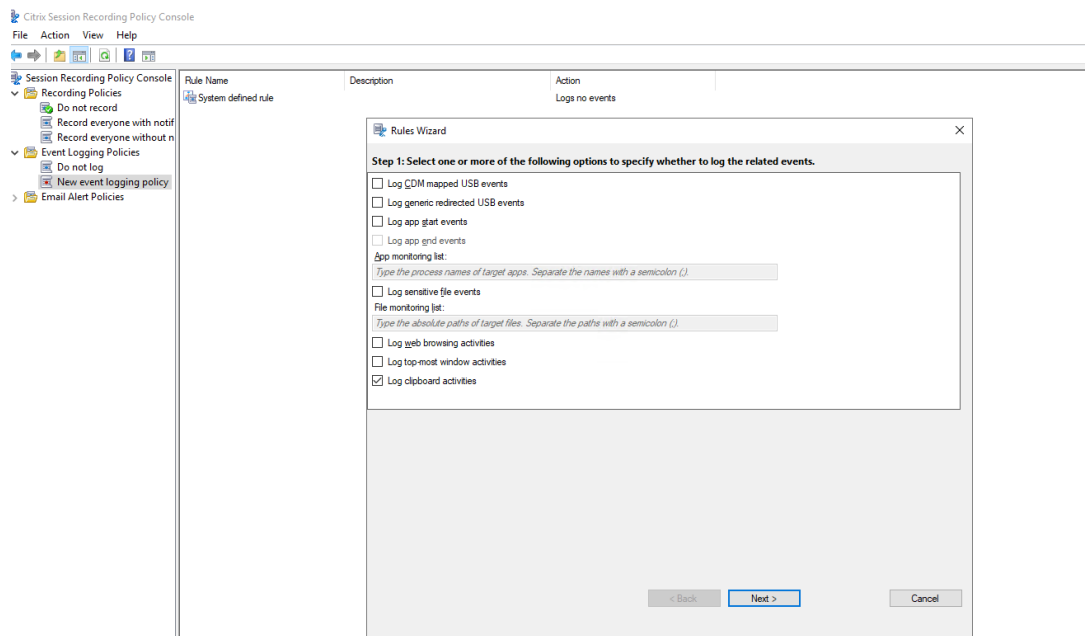 Citrix Session Recording Policy Console
File Action View Help
Session Recording Policy Console
Recording Policies
Do not record
Record everyone with notif
Record everyone without n
Event Logging Policies
Do not log
New event logging policy
Email Alert Policies
Rule Name Description Action
System defined rule Logs no events
Rules Wizard
Step 1: Select one or more of the following options to specify whether to log the related events.
Log CDM mapped USB events
Log generic redirected USB events
Log app start events
Log app end events
App monitoring list:
Type the process names of target apps. Separate the names with a semicolon (;).
Log sensitive file events
File monitoring list:
Type the absolute paths of target files. Separate the paths with a semicolon (;).
Log web browsing activities
Log top-most window activities
Log clipboard activities
< Back Next > Cancel